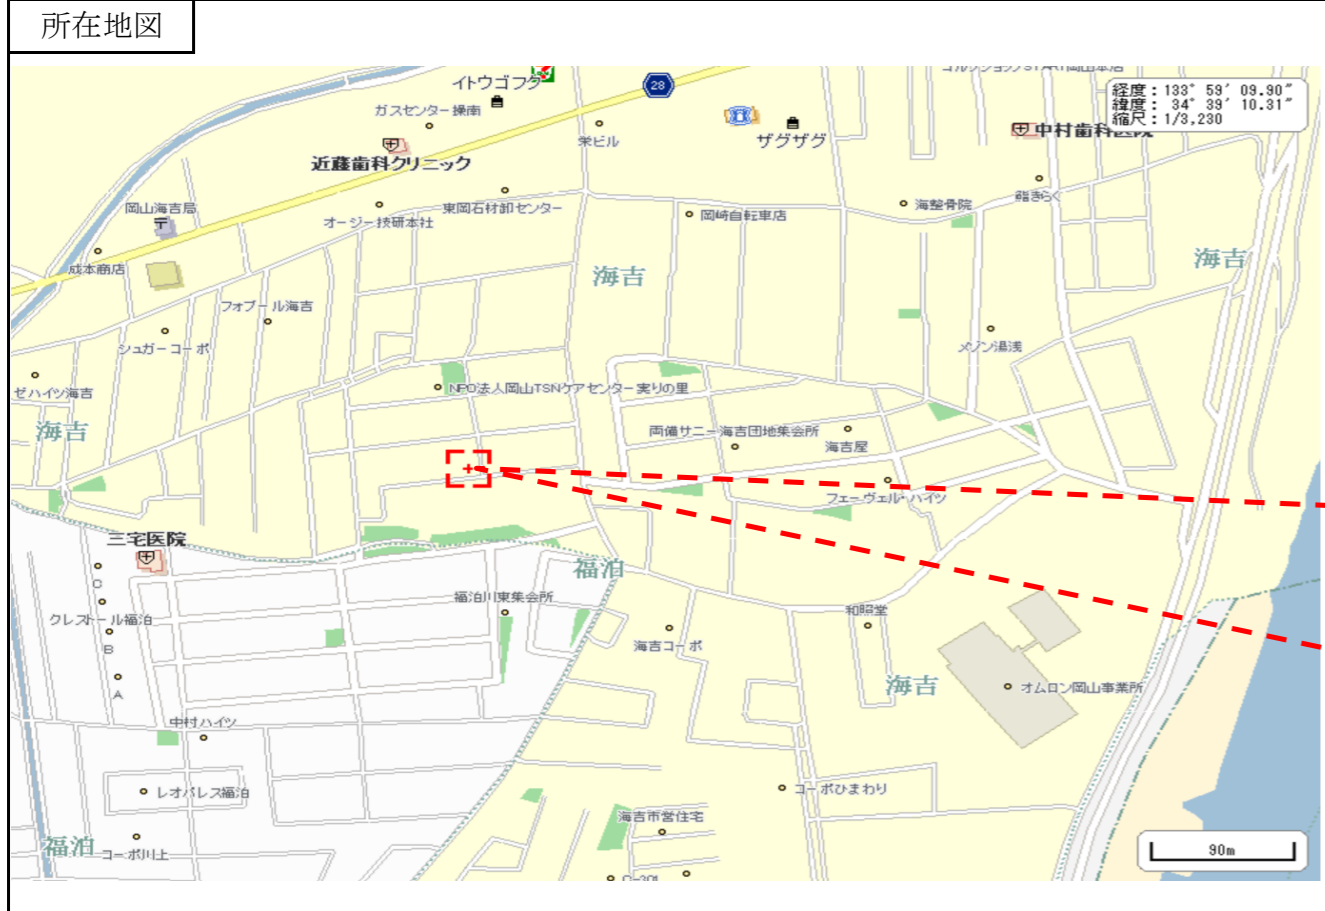 所在地図
イトウゴフク
ガスセンター操南
28
栄ビル
ザグザグ
経度:133°59′09.90″
緯度: 34°39′10.31″
縮尺:1/3,230
中村歯科医院
近藤歯科クリニック
岡山海吉局
オージー技研本社
東岡石材卸センター
岡崎自転車店
海整骨院
鮨きらく
成本商店
海吉
海吉
フォブール海吉
シュガーコーポ
メゾン湯浅
ゼハイツ海吉
NPO法人岡山TSNケアセンター実りの里
海吉
両備サニー海吉団地集会所
海吉屋
フェーヴェル・ハイツ
三宅医院
福泊
C
福泊川東集会所
クレストール福泊
和照堂
B
海吉コーポ
A
海吉
オムロン岡山事業所
中村ハイツ
レオパレス福泊
コーポひまわり
海吉市営住宅
福泊
コーポ川上
90m